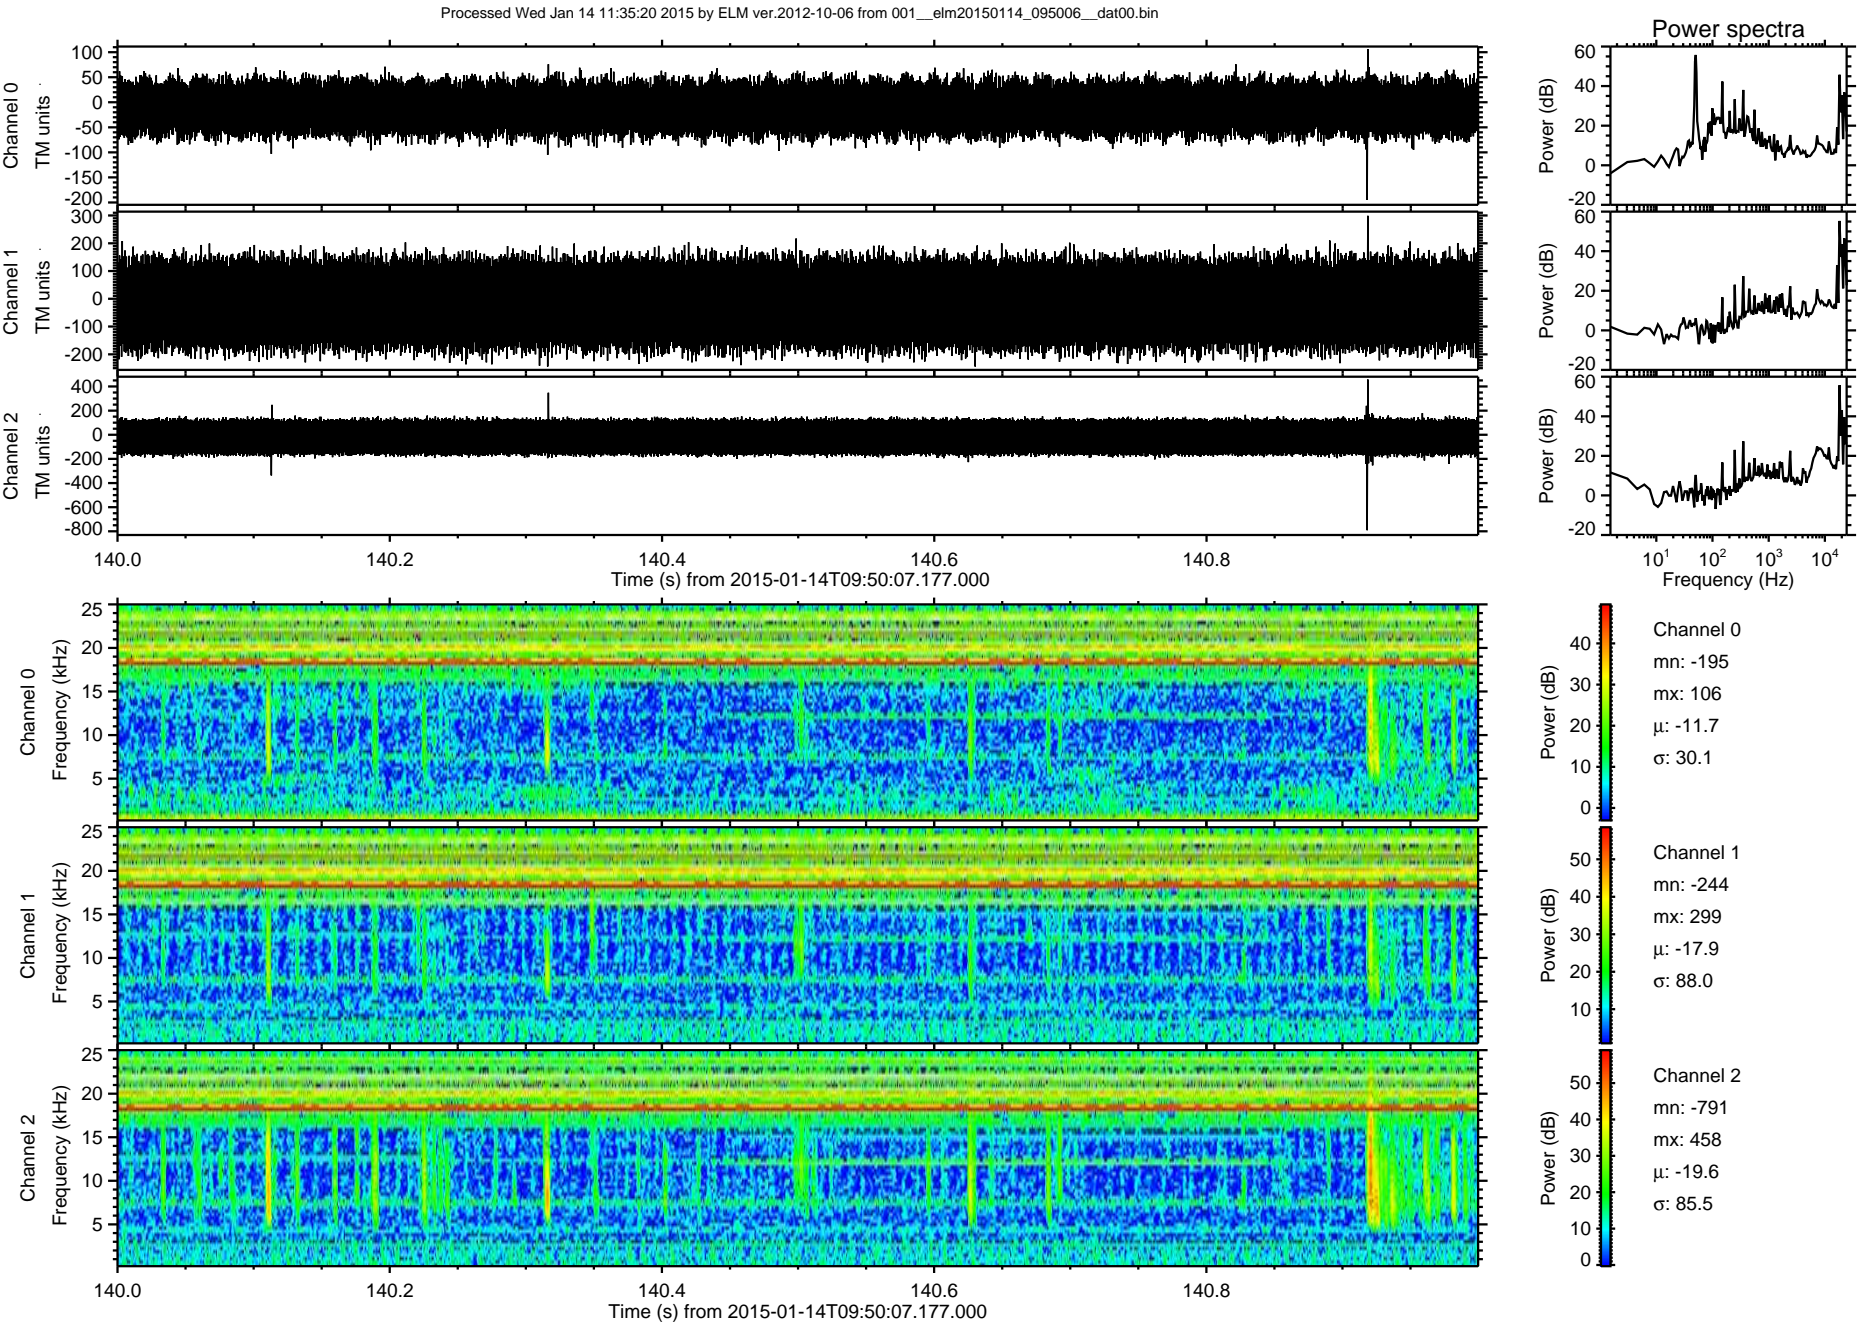 Processed Wed Jan 14 11:35:20 2015 by ELM ver.2012-10-06 from 001__elm20150114_095006__dat00.bin
Power spectra
Channel 0
TM units
100
50
0
-50
-100
-150
-200
Power (dB)
60
40
20
0
-20
Channel 1
TM units
300
200
100
0
-100
-200
Power (dB)
60
40
20
0
-20
Channel 2
TM units
400
200
0
-200
-400
-600
-800
Power (dB)
60
40
20
0
-20
140.0 140.2 140.4 140.6 140.8
Time (s) from 2015-01-14T09:50:07.177.000
10^1 10^2 10^3 10^4
Frequency (Hz)
Channel 0
Frequency (kHz)
25
20
15
10
5
Power (dB)
40
30
20
10
0
Channel 0
mn: -195
mx: 106
μ: -11.7
σ: 30.1
Channel 1
Frequency (kHz)
25
20
15
10
5
Power (dB)
50
40
30
20
10
Channel 1
mn: -244
mx: 299
μ: -17.9
σ: 88.0
Channel 2
Frequency (kHz)
25
20
15
10
5
Power (dB)
50
40
30
20
10
0
Channel 2
mn: -791
mx: 458
μ: -19.6
σ: 85.5
140.0 140.2 140.4 140.6 140.8
Time (s) from 2015-01-14T09:50:07.177.000